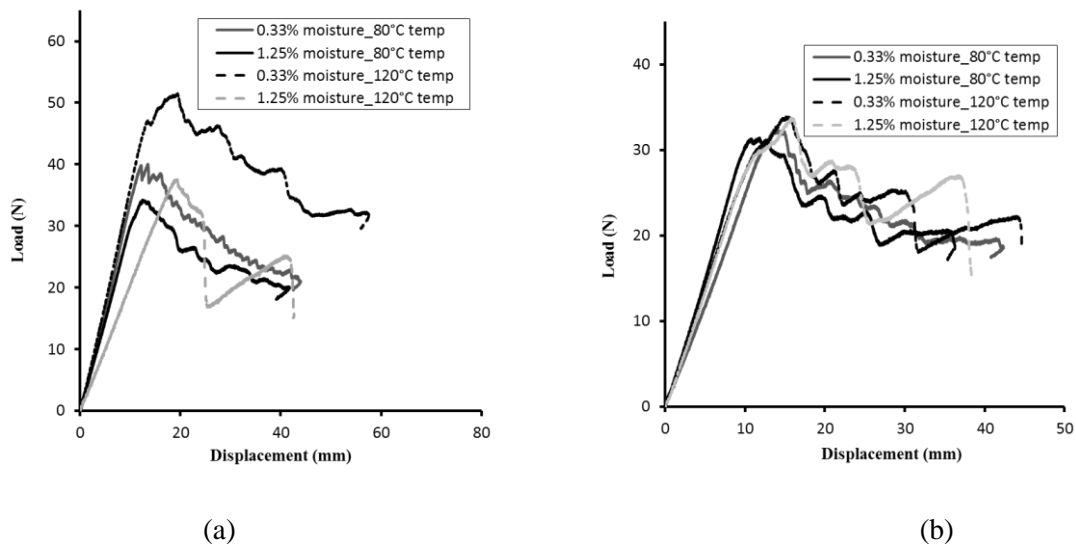 (a)
60
50
40
30
20
10
0
0 20 40 60 80
Load (N)
Displacement (mm)
0.33% moisture_80°C temp
1.25% moisture_80°C temp
0.33% moisture_120°C temp
1.25% moisture_120°C temp
(b)
40
30
20
10
0
0 10 20 30 40 50
Load (N)
Displacement (mm)
0.33% moisture_80°C temp
1.25% moisture_80°C temp
0.33% moisture_120°C temp
1.25% moisture_120°C temp
(a) (b)